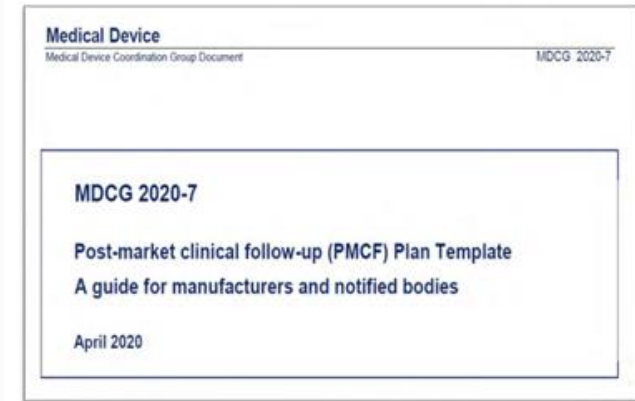 Medical Device
Medical Device Coordination Group Document MDCG 2020-7
MDCG 2020-7
Post-market clinical follow-up (PMCF) Plan Template
A guide for manufacturers and notified bodies
April 2020